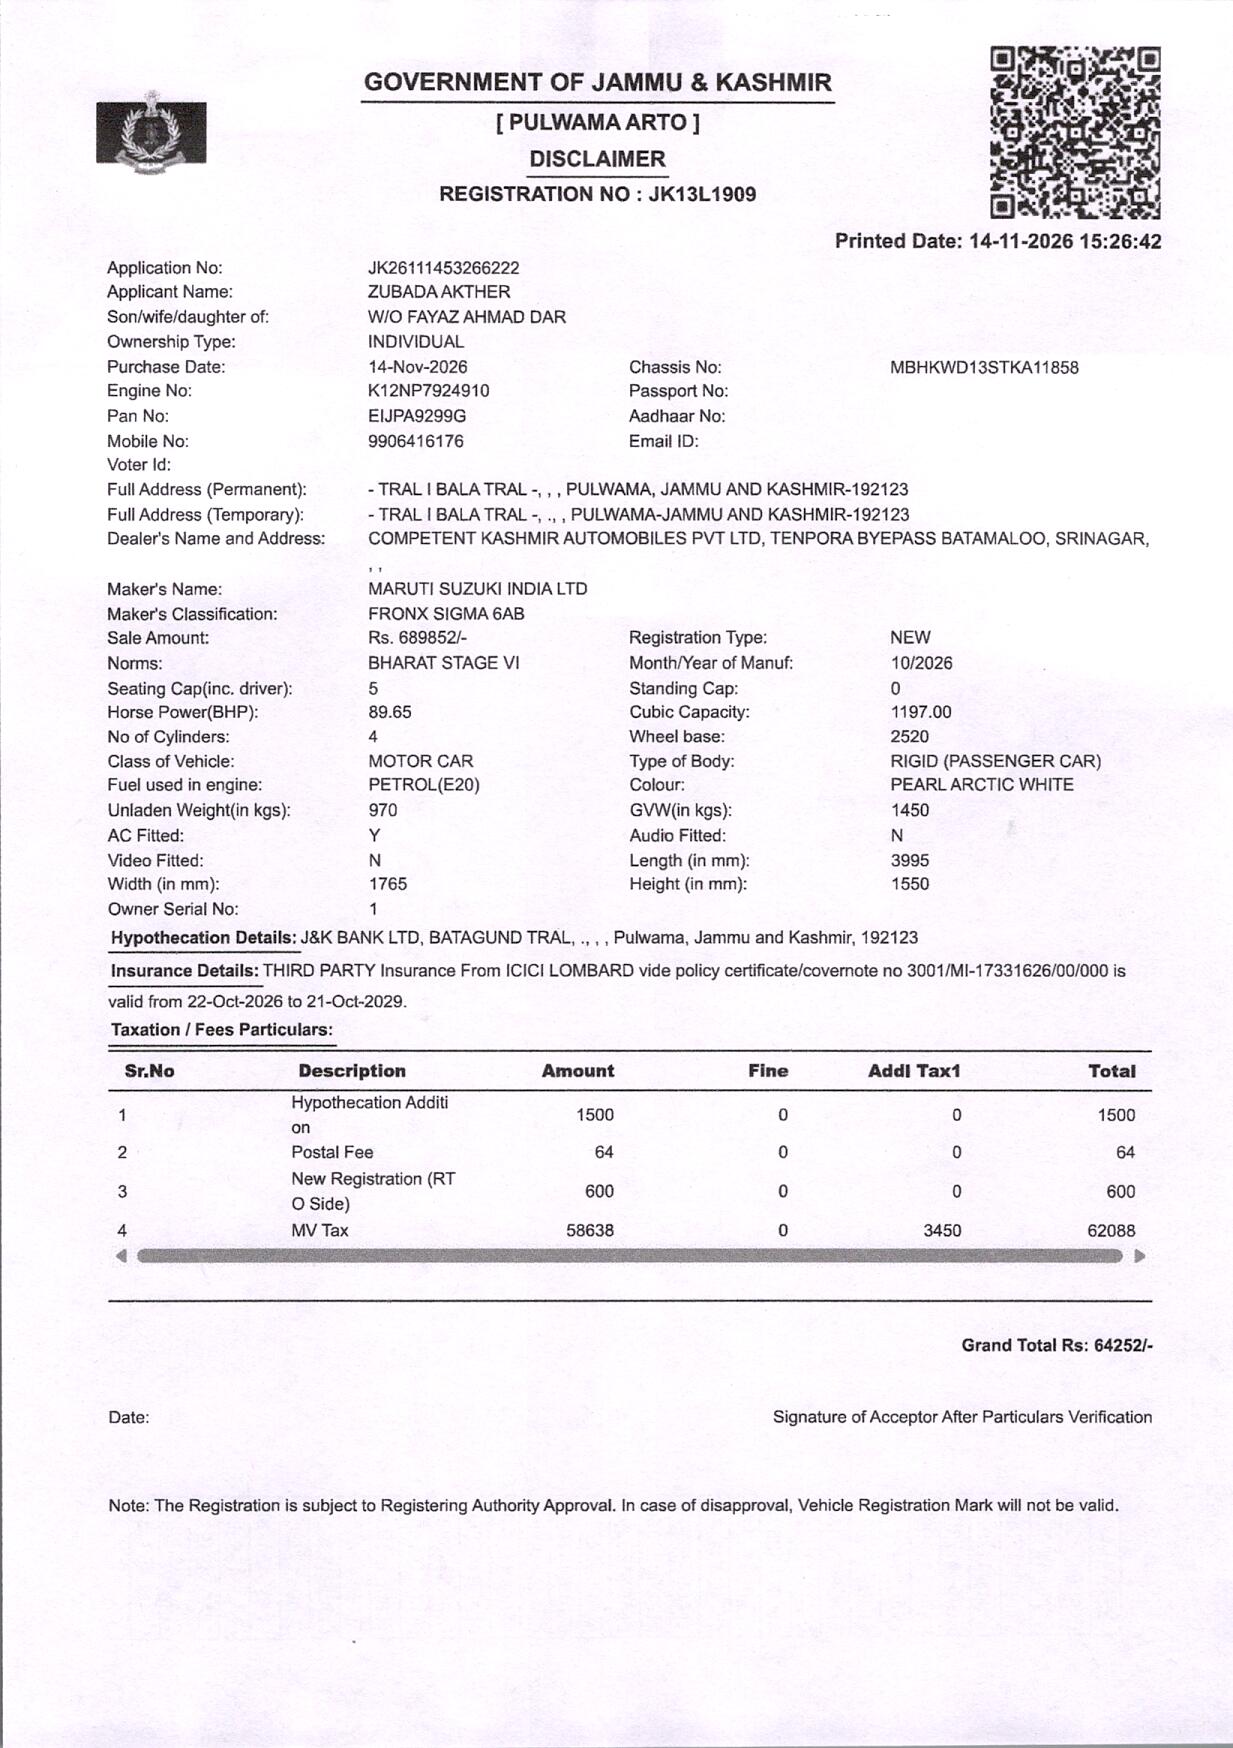 GOVERNMENT OF JAMMU & KASHMIR
[ PULWAMA ARTO ]
DISCLAIMER
REGISTRATION NO : JK13L1909
Printed Date: 14-11-2026 15:26:42
Application No: JK26111453266222
Applicant Name: ZUBADA AKTHER
Son/wife/daughter of: W/O FAYAZ AHMAD DAR
Ownership Type: INDIVIDUAL
Purchase Date: 14-Nov-2026 Chassis No: MBHKWD13STKA11858
Engine No: K12NP7924910 Passport No:
Pan No: EIJPA9299G Aadhaar No:
Mobile No: 9906416176 Email ID:
Voter Id:
Full Address (Permanent): - TRAL I BALA TRAL -, , , PULWAMA, JAMMU AND KASHMIR-192123
Full Address (Temporary): - TRAL I BALA TRAL -, ., , PULWAMA-JAMMU AND KASHMIR-192123
Dealer's Name and Address: COMPETENT KASHMIR AUTOMOBILES PVT LTD, TENPORA BYEPASS BATAMALOO, SRINAGAR,
, ,
Maker's Name: MARUTI SUZUKI INDIA LTD
Maker's Classification: FRONX SIGMA 6AB
Sale Amount: Rs. 689852/- Registration Type: NEW
Norms: BHARAT STAGE VI Month/Year of Manuf: 10/2026
Seating Cap(inc. driver): 5 Standing Cap: 0
Horse Power(BHP): 89.65 Cubic Capacity: 1197.00
No of Cylinders: 4 Wheel base: 2520
Class of Vehicle: MOTOR CAR Type of Body: RIGID (PASSENGER CAR)
Fuel used in engine: PETROL(E20) Colour: PEARL ARCTIC WHITE
Unladen Weight(in kgs): 970 GVW(in kgs): 1450
AC Fitted: Y Audio Fitted: N
Video Fitted: N Length (in mm): 3995
Width (in mm): 1765 Height (in mm): 1550
Owner Serial No: 1
Hypothecation Details: J&K BANK LTD, BATAGUND TRAL, ., , , Pulwama, Jammu and Kashmir, 192123
Insurance Details: THIRD PARTY Insurance From ICICI LOMBARD vide policy certificate/covernote no 3001/MI-17331626/00/000 is
valid from 22-Oct-2026 to 21-Oct-2029.
Taxation / Fees Particulars:
Sr.No Description Amount Fine Addl Tax1 Total
1 Hypothecation Additi
on 1500 0 0 1500
2 Postal Fee 64 0 0 64
3 New Registration (RT
O Side) 600 0 0 600
4 MV Tax 58638 0 3450 62088
Grand Total Rs: 64252/-
Date: Signature of Acceptor After Particulars Verification
Note: The Registration is subject to Registering Authority Approval. In case of disapproval, Vehicle Registration Mark will not be valid.